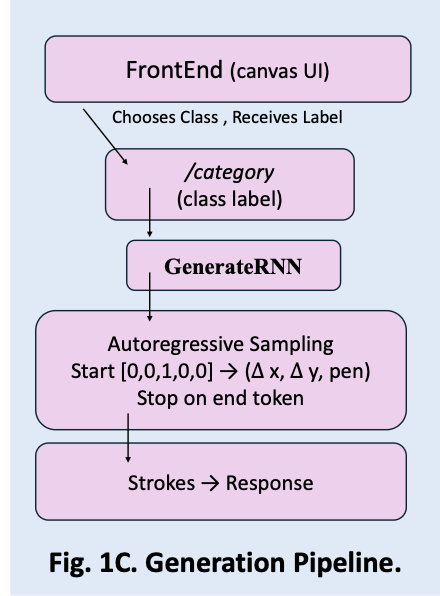 FrontEnd (canvas UI)
Chooses Class , Receives Label
/category
(class label)
GenerateRNN
Autoregressive Sampling
Start [0,0,1,0,0] → (Δ x, Δ y, pen)
Stop on end token
Strokes → Response
Fig. 1C. Generation Pipeline.